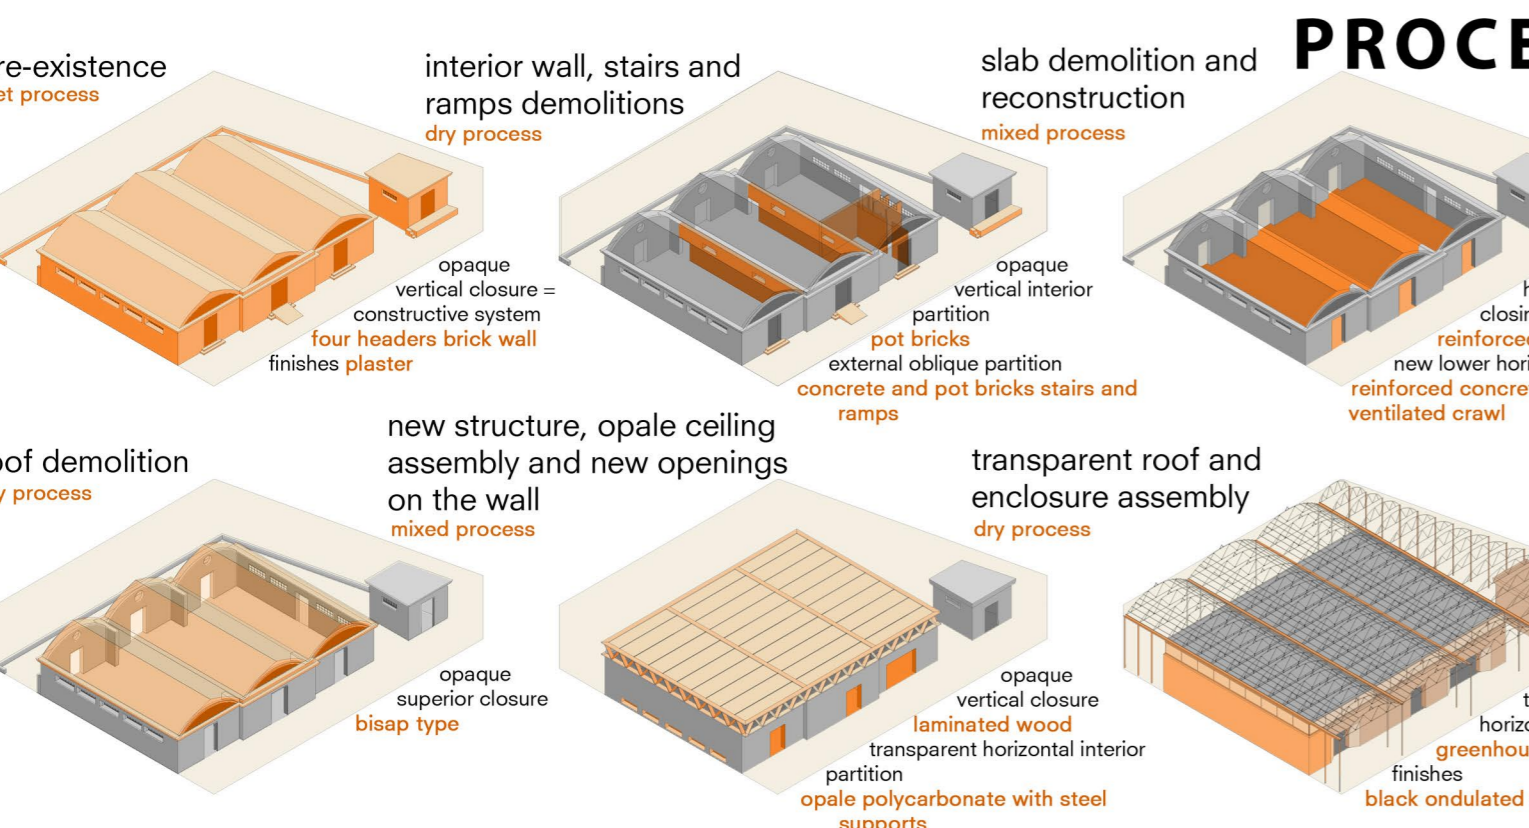 PROCE
re-existence
et process
opaque
vertical closure =
constructive system
four headers brick wall
finishes plaster
interior wall, stairs and
ramps demolitions
dry process
opaque
vertical interior
partition
pot bricks
external oblique partition
concrete and pot bricks stairs and
ramps
slab demolition and
reconstruction
mixed process
h
closin
reinforced
new lower hori
reinforced concre
ventilated crawl
oof demolition
y process
opaque
superior closure
bisap type
new structure, opale ceiling
assembly and new openings
on the wall
mixed process
opaque
vertical closure
laminated wood
transparent horizontal interior
partition
opale polycarbonate with steel
supports
transparent roof and
enclosure assembly
dry process
t
horizo
greenhou
finishes
black ondulated